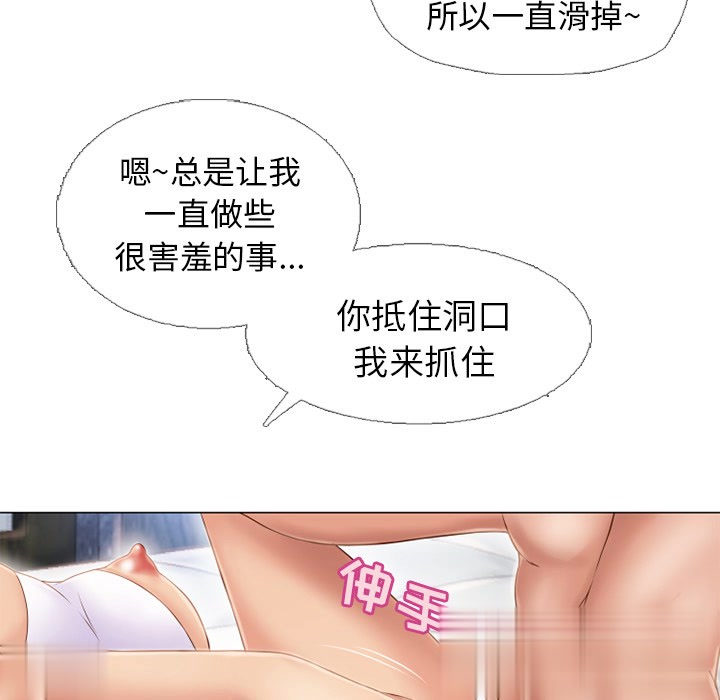 所以一直滑掉~
嗯~总是让我
一直做些
很害羞的事...
你抵住洞口
我来抓住
伸手